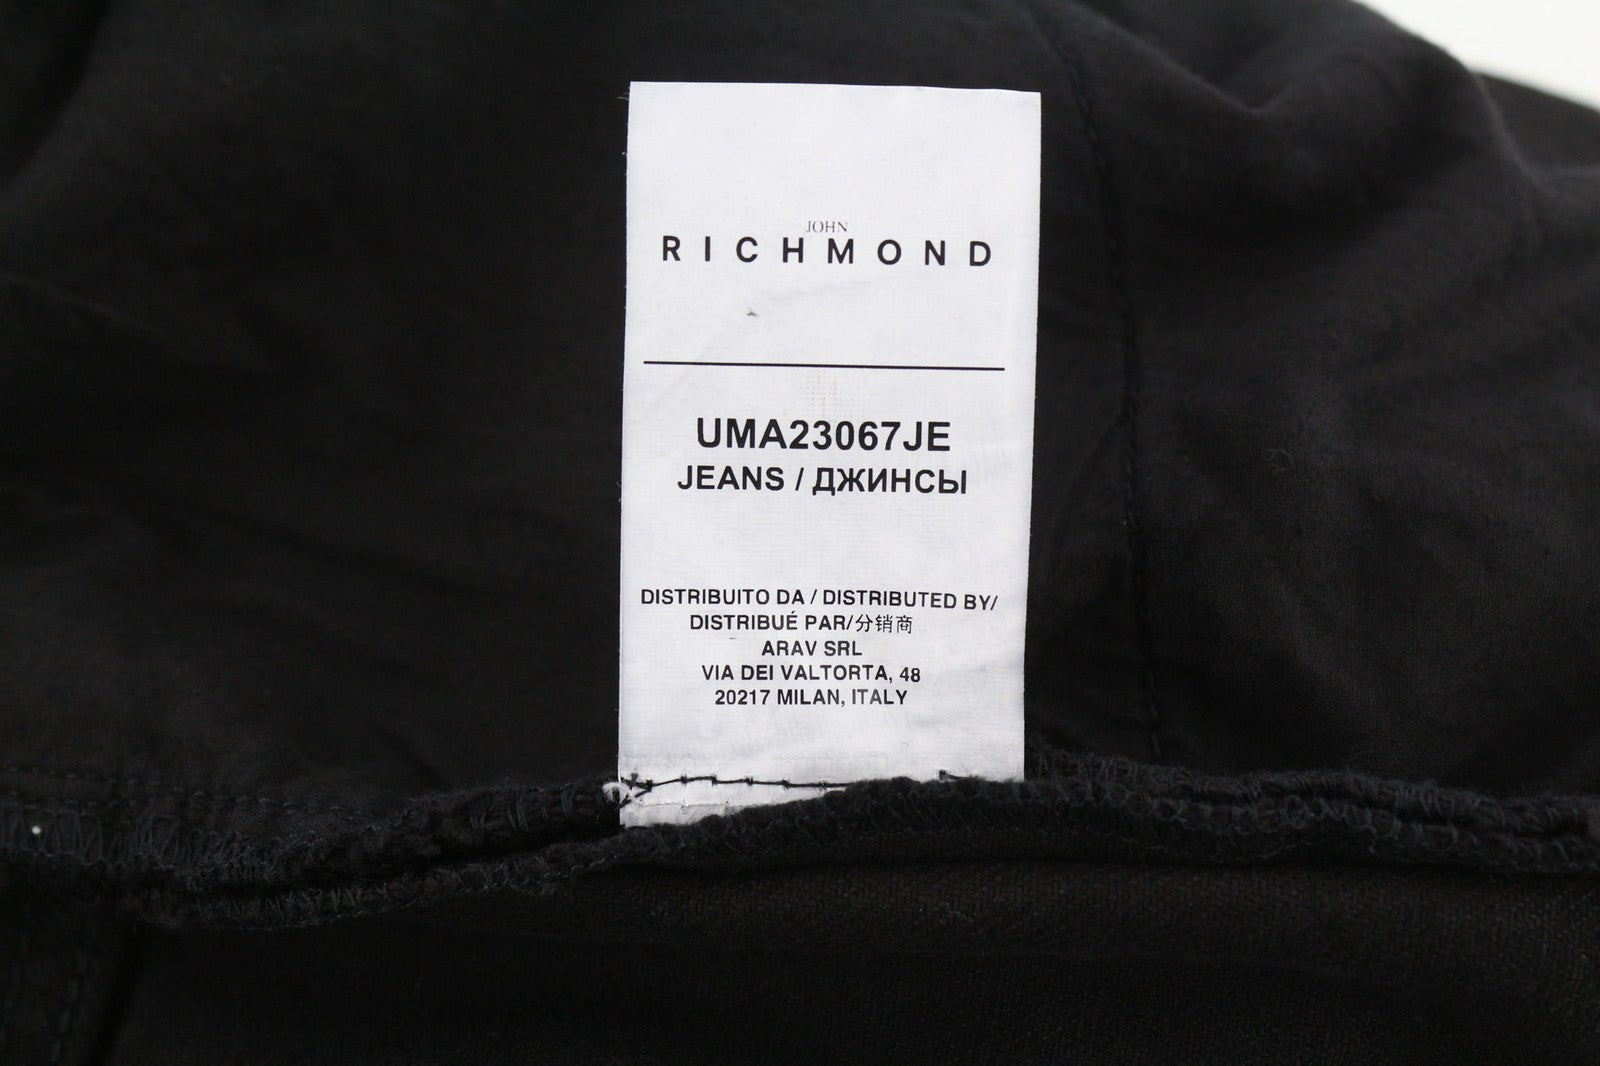 JOHN
RICHMOND
UMA23067JE
JEANS / ДЖИНСЫ
DISTRIBUITO DA / DISTRIBUTED BY/
DISTRIBUÉ PAR/分销商
ARAV SRL
VIA DEI VALTORTA, 48
20217 MILAN, ITALY